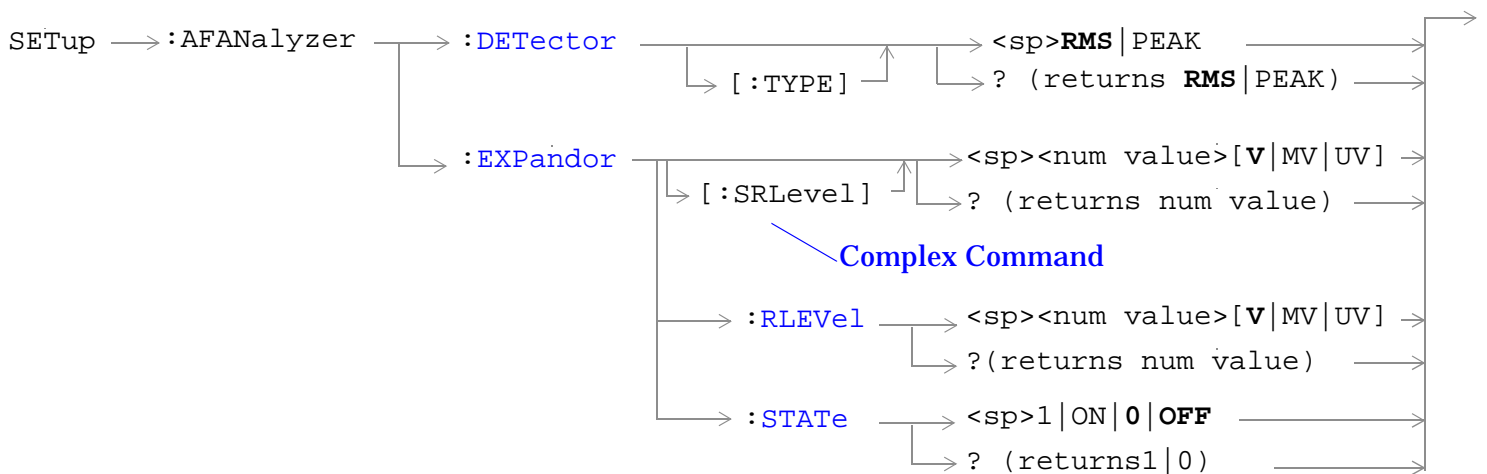 SETup :AFANalyzer :DETector <sp>RMS|PEAK
[:TYPE] ? (returns RMS|PEAK)
:EXPandor <sp><num value>[V|MV|UV]
[:SRLevel] ? (returns num value)
Complex Command
:RLEVel <sp><num value>[V|MV|UV]
?(returns num value)
:STATe <sp>1|ON|0|OFF
? (returns1|0)